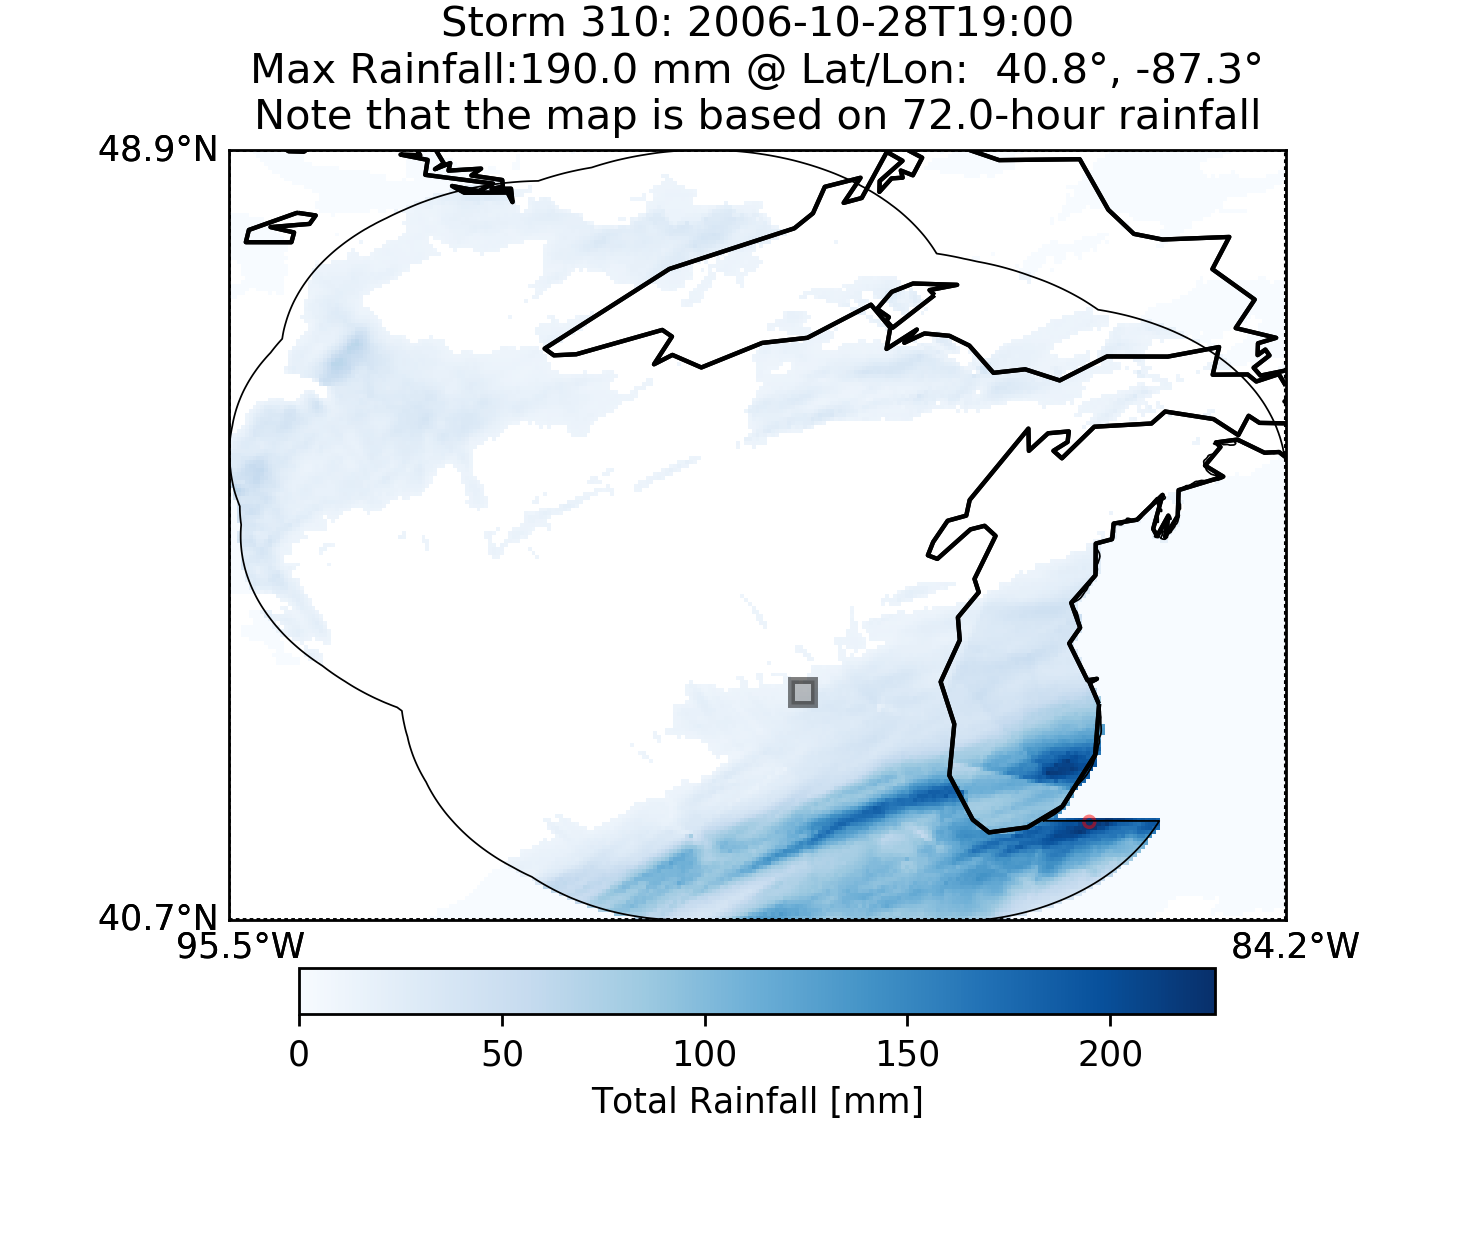 Storm 310: 2006-10-28T19:00
Max Rainfall:190.0 mm @ Lat/Lon:  40.8°, -87.3°
Note that the map is based on 72.0-hour rainfall
48.9°N
40.7°N
95.5°W 84.2°W
0 50 100 150 200
Total Rainfall [mm]